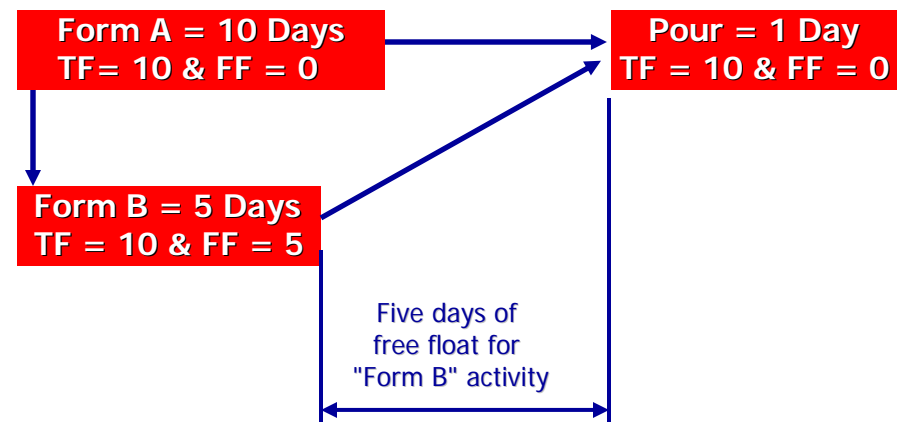 Form A = 10 Days
TF= 10 & FF = 0
Pour = 1 Day
TF = 10 & FF = 0
Form B = 5 Days
TF = 10 & FF = 5
Five days of
free float for
"Form B" activity